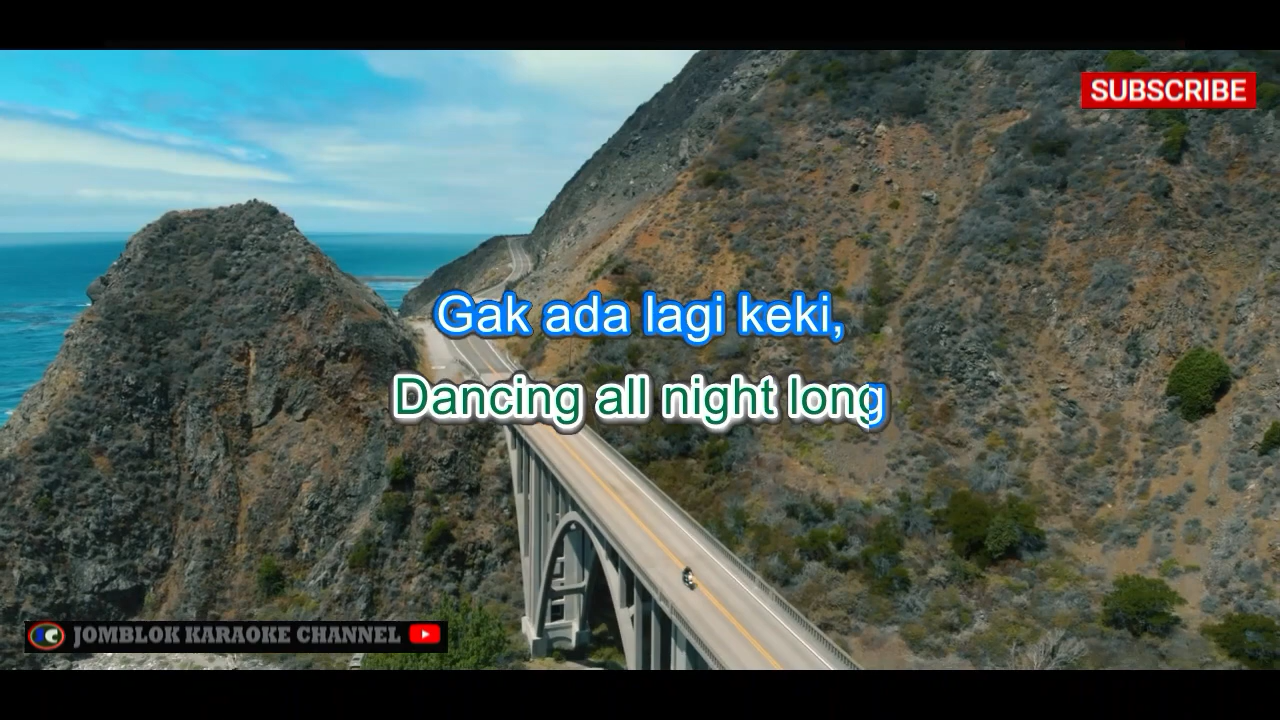 SUBSCRIBE
Gak ada lagi keki,
Dancing all night long
JOMBLOK KARAOKE CHANNEL